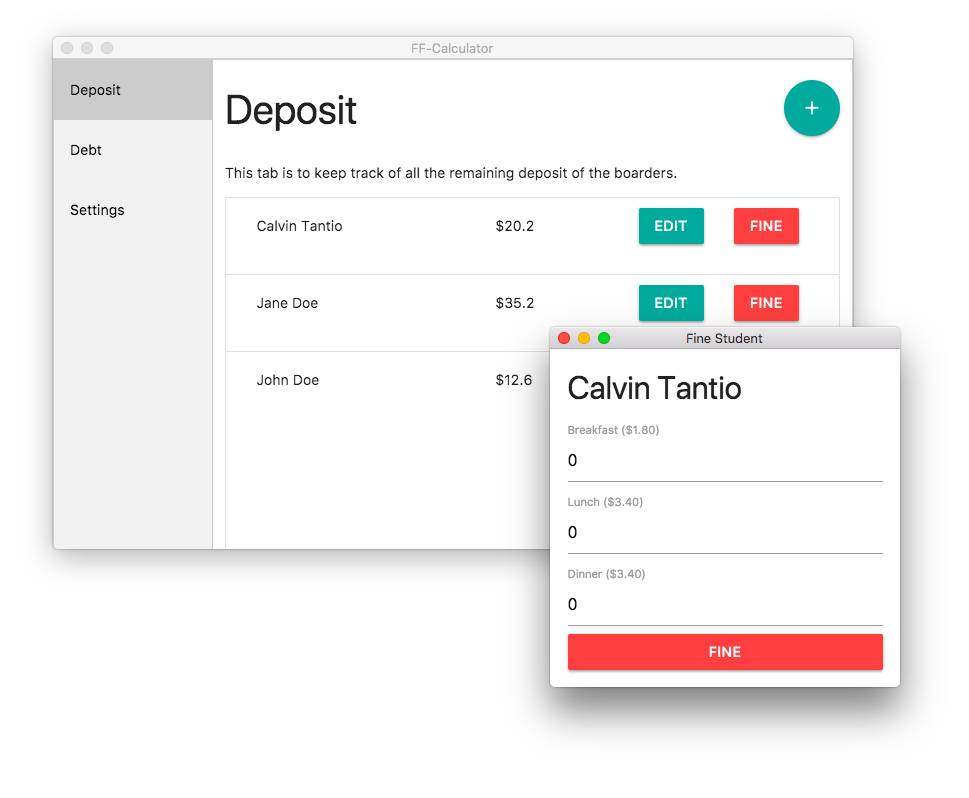 FF-Calculator
Deposit
Debt
Settings
Deposit
+
This tab is to keep track of all the remaining deposit of the boarders.
Calvin Tantio $20.2 EDIT FINE
Jane Doe $35.2 EDIT FINE
John Doe $12.6
Fine Student
Calvin Tantio
Breakfast ($1.80)
0
Lunch ($3.40)
0
Dinner ($3.40)
0
FINE